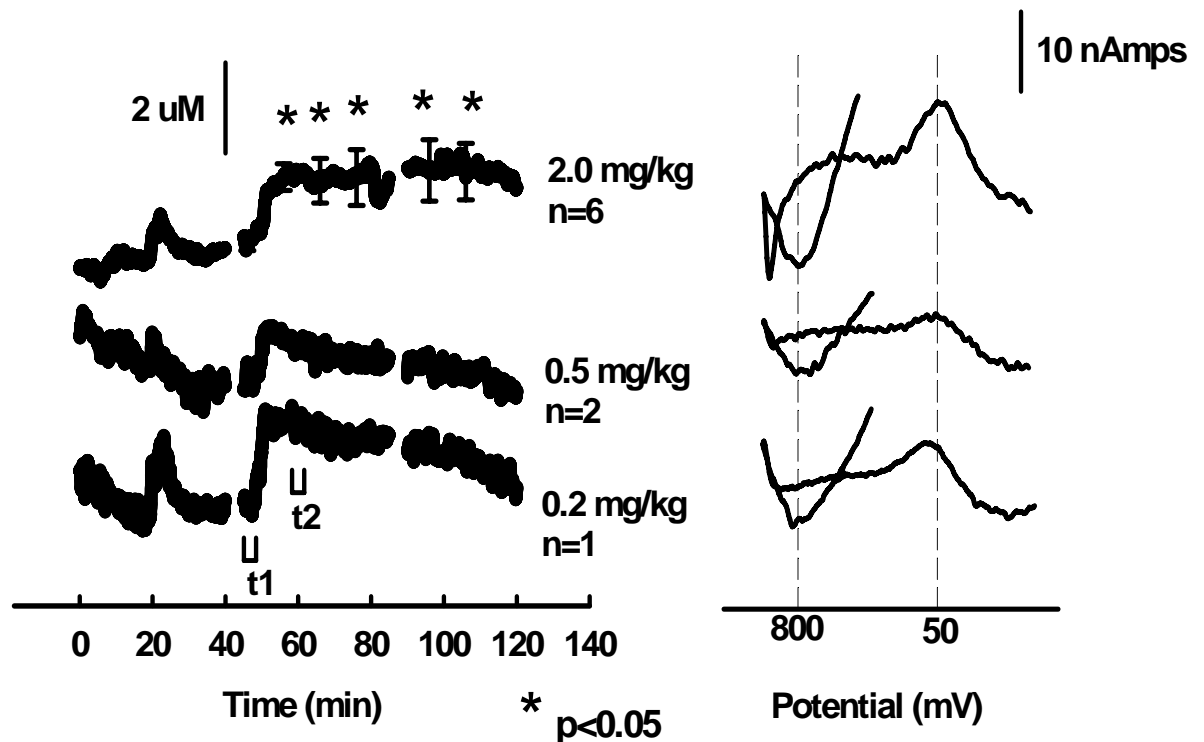 10 nAmps
2 uM
* * * * *
2.0 mg/kg
n=6
0.5 mg/kg
n=2
0.2 mg/kg
n=1
t2
t1
0 20 40 60 80 100 120 140
800 50
Time (min)
Potential (mV)
* p<0.05